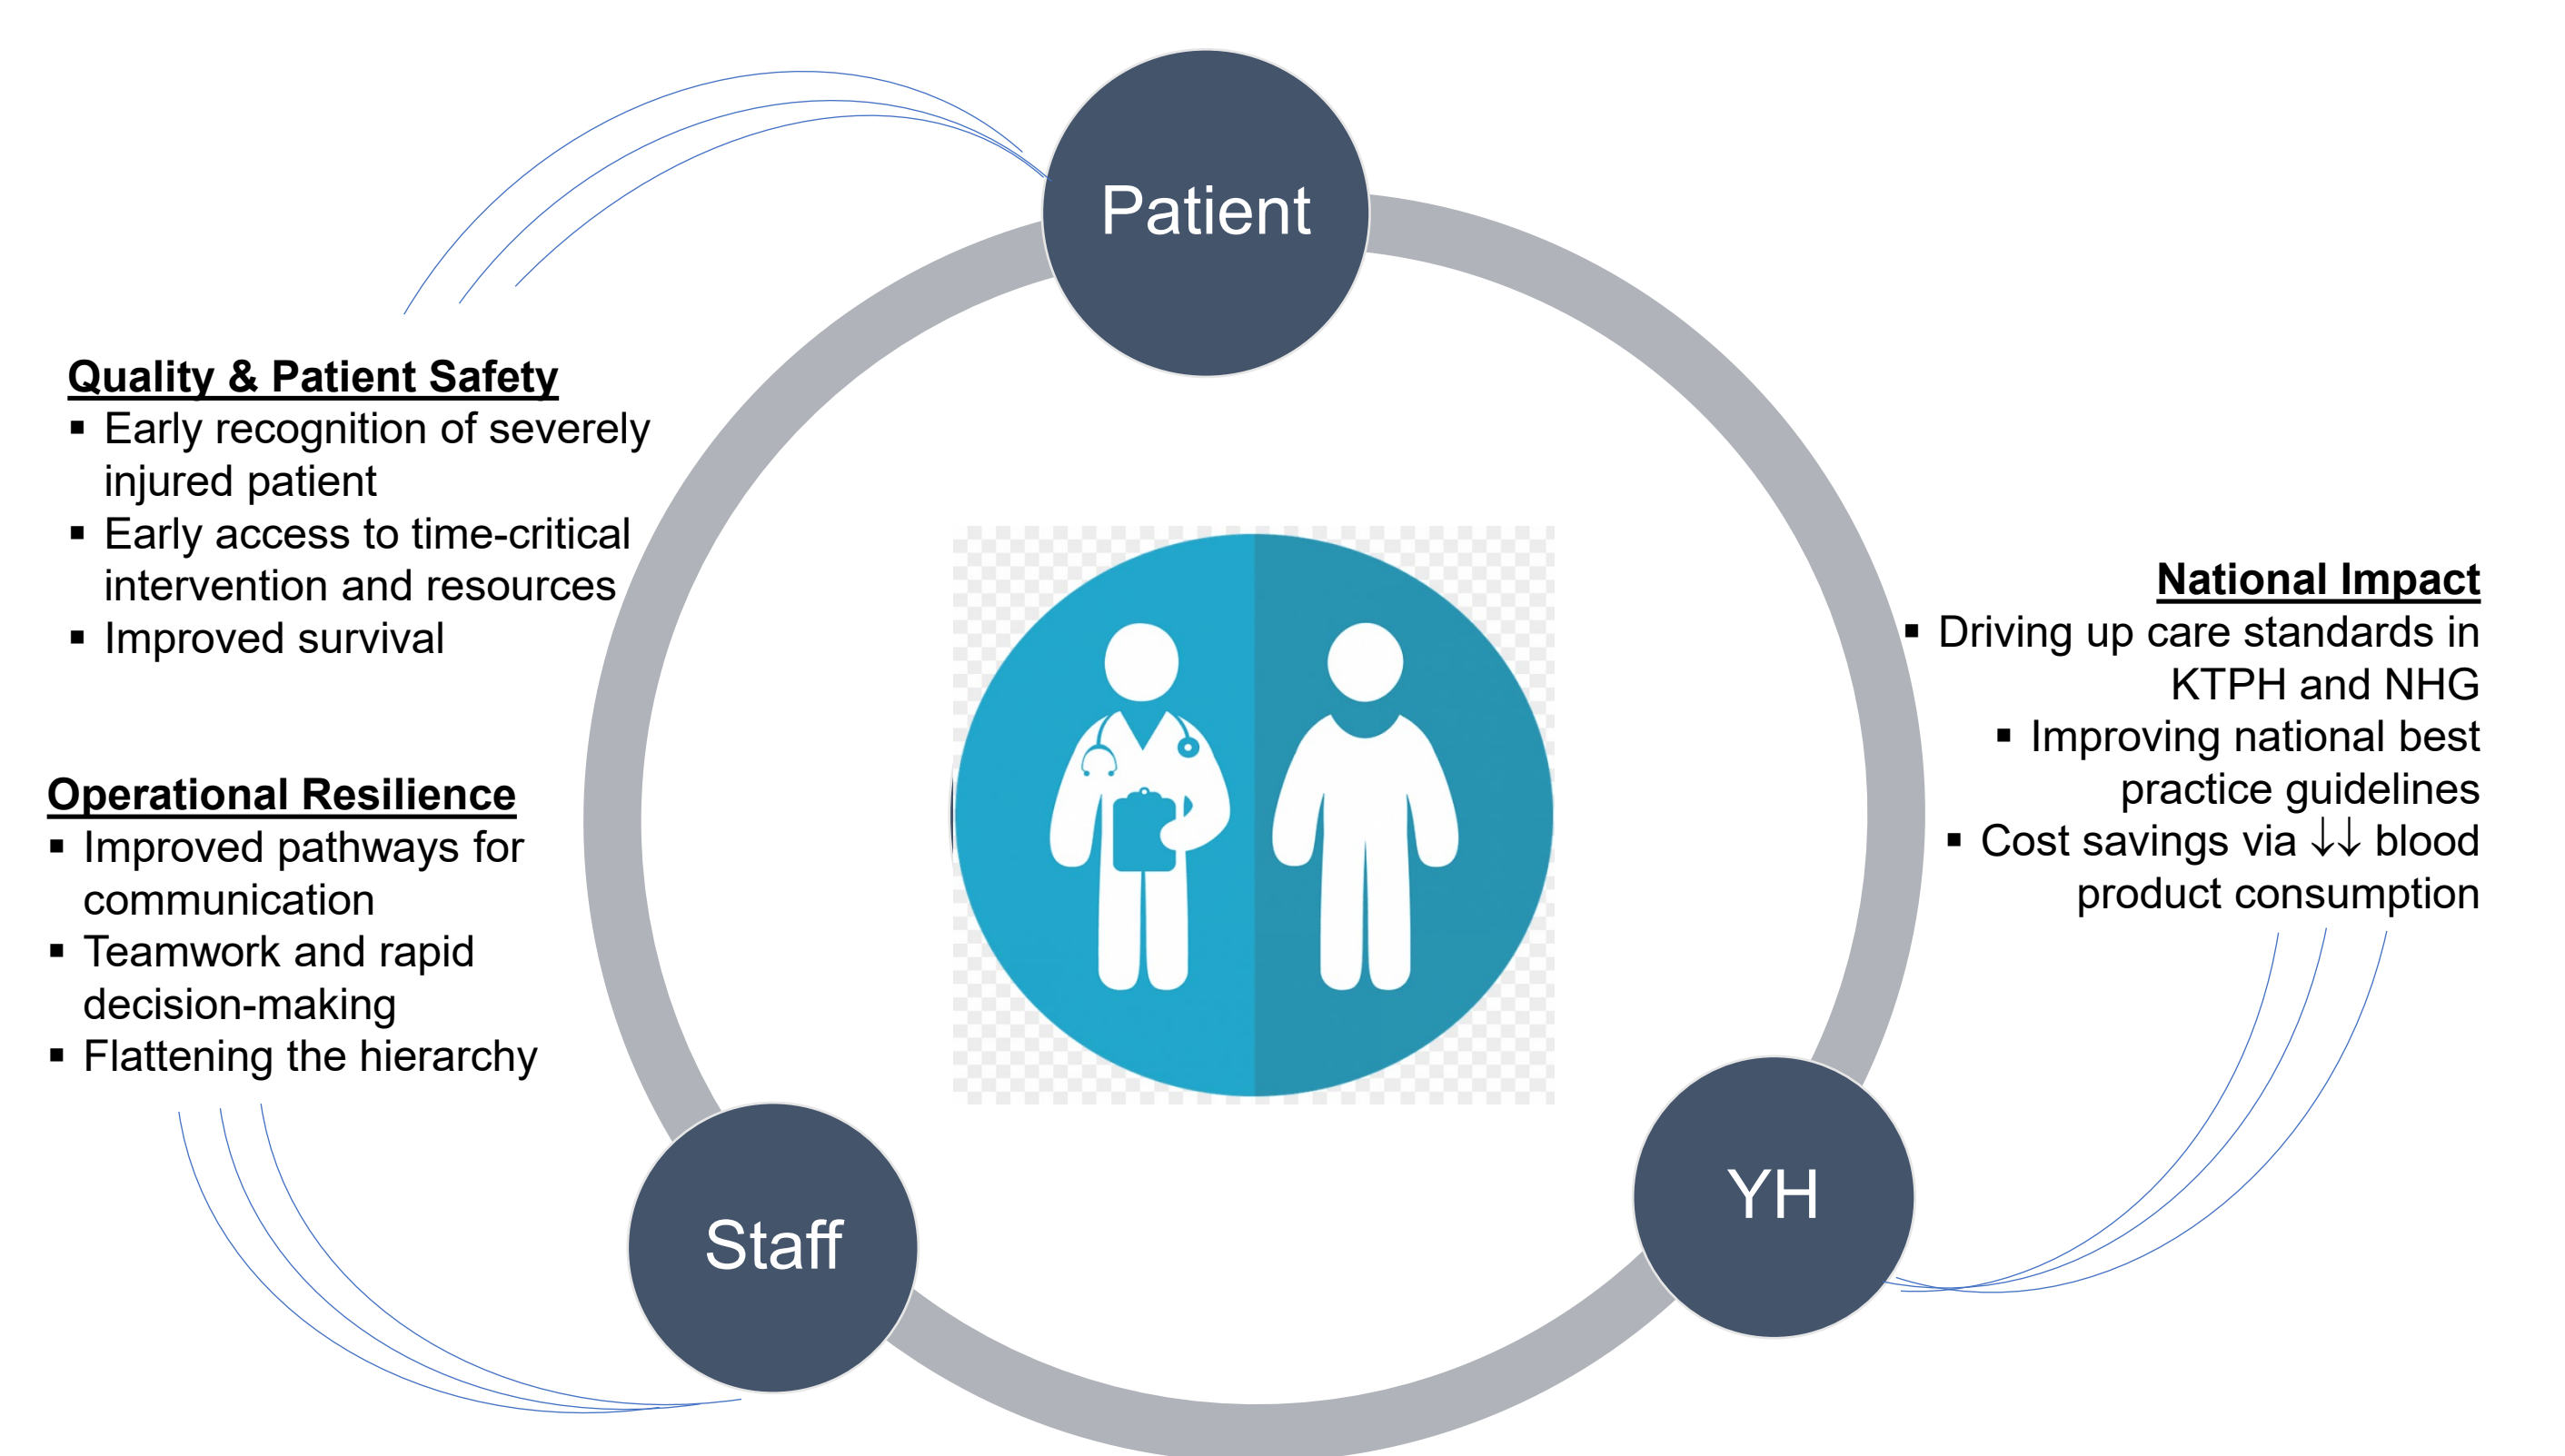 Patient
Quality & Patient Safety
▪ Early recognition of severely
injured patient
▪ Early access to time-critical
intervention and resources
▪ Improved survival
Operational Resilience
▪ Improved pathways for
communication
▪ Teamwork and rapid
decision-making
▪ Flattening the hierarchy
National Impact
▪ Driving up care standards in
KTPH and NHG
▪ Improving national best
practice guidelines
▪ Cost savings via ↓↓ blood
product consumption
Staff
YH